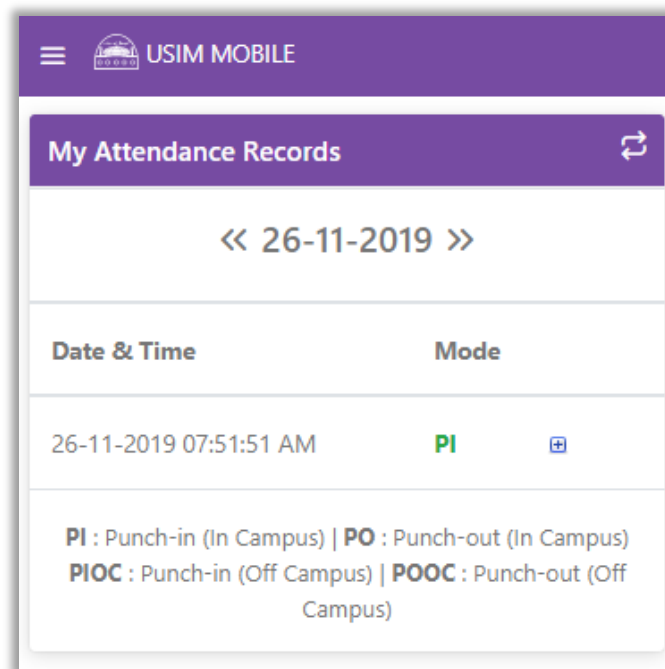 USIM MOBILE
My Attendance Records
« 26-11-2019 »
Date & Time Mode
26-11-2019 07:51:51 AM PI
PI : Punch-in (In Campus) | PO : Punch-out (In Campus)
PIOC : Punch-in (Off Campus) | POOC : Punch-out (Off
Campus)